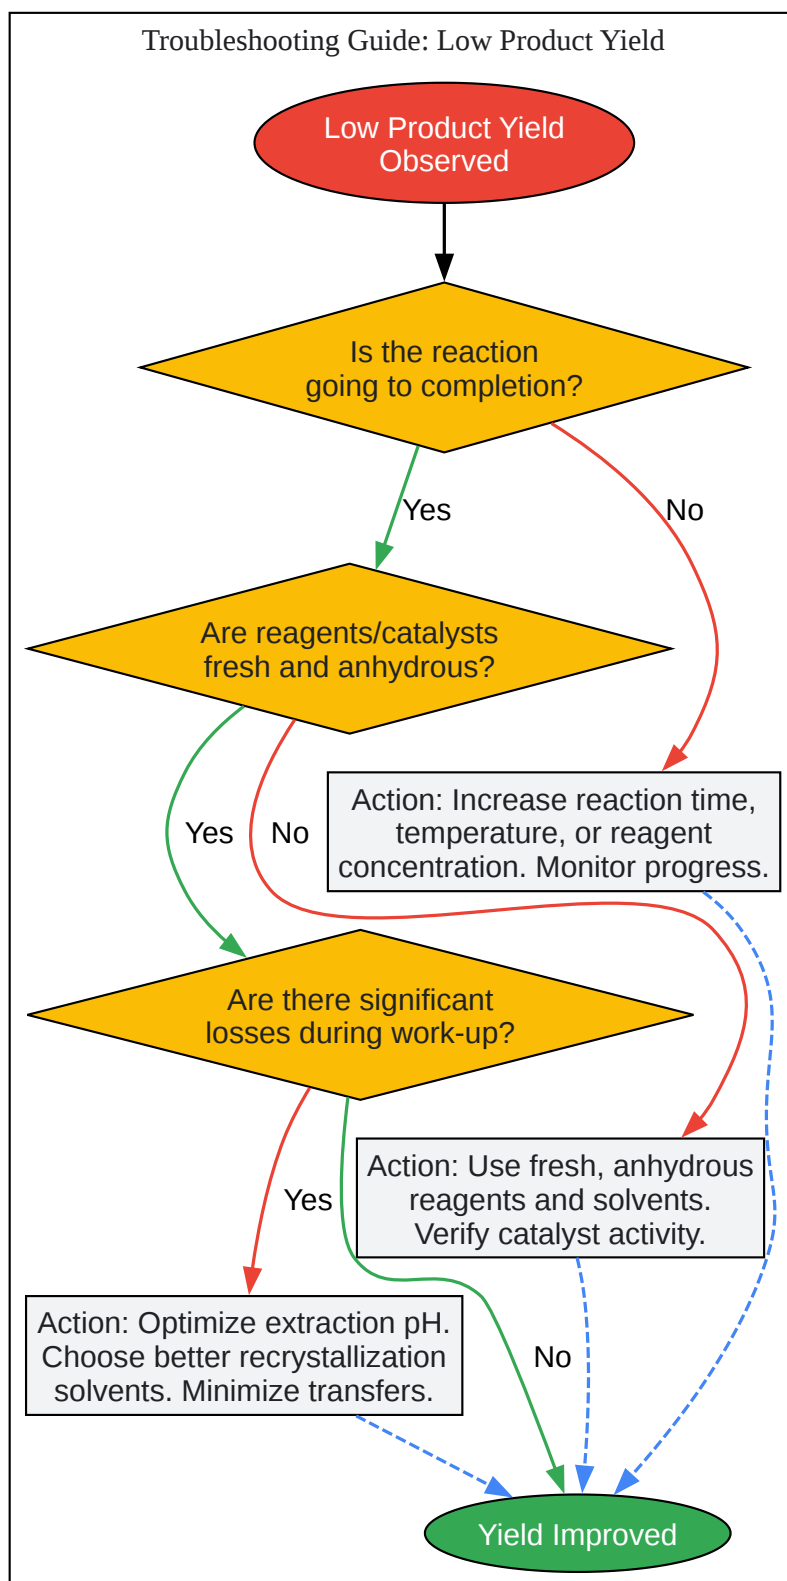 Troubleshooting Guide: Low Product Yield
Low Product Yield
Observed
Is the reaction
going to completion?
Yes
No
Are reagents/catalysts
fresh and anhydrous?
Action: Increase reaction time,
temperature, or reagent
concentration. Monitor progress.
Yes
No
Are there significant
losses during work-up?
Action: Use fresh, anhydrous
reagents and solvents.
Verify catalyst activity.
Yes
Action: Optimize extraction pH.
Choose better recrystallization
solvents. Minimize transfers.
No
Yield Improved